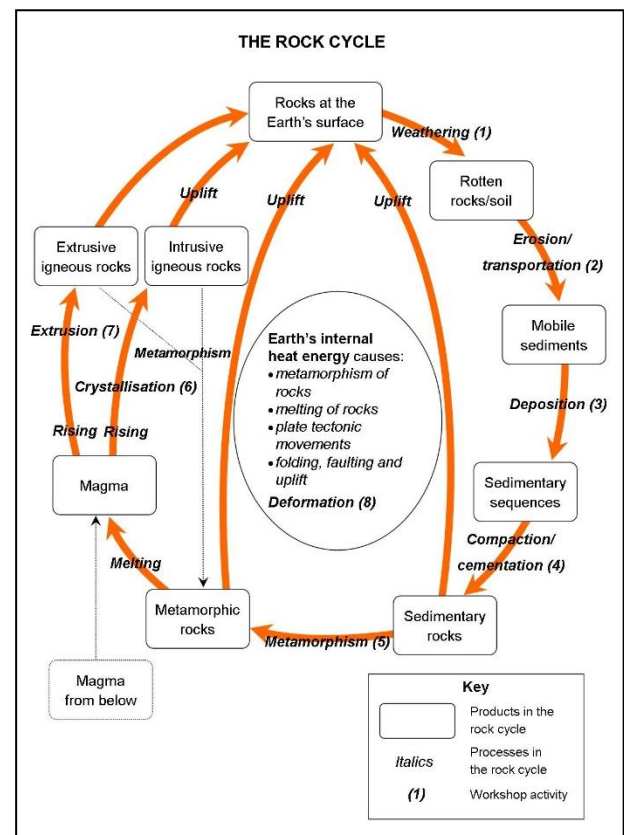 THE ROCK CYCLE
Rocks at the
Earth's surface
Weathering (1)
Rotten
rocks/soil
Uplift
Uplift
Uplift
Erosion/
transportation (2)
Extrusive
igneous rocks
Intrusive
igneous rocks
Mobile
sediments
Extrusion (7)
Metamorphism
Crystallisation (6)
Earth's internal
heat energy causes:
• metamorphism of
rocks
• melting of rocks
• plate tectonic
movements
• folding, faulting and
uplift
Deformation (8)
Deposition (3)
Rising
Rising
Magma
Sedimentary
sequences
Compaction/
cementation (4)
Melting
Metamorphic
rocks
Metamorphism (5)
Sedimentary
rocks
Magma
from below
Key
Products in the
rock cycle
Italics
Processes in
the rock cycle
(1)
Workshop activity